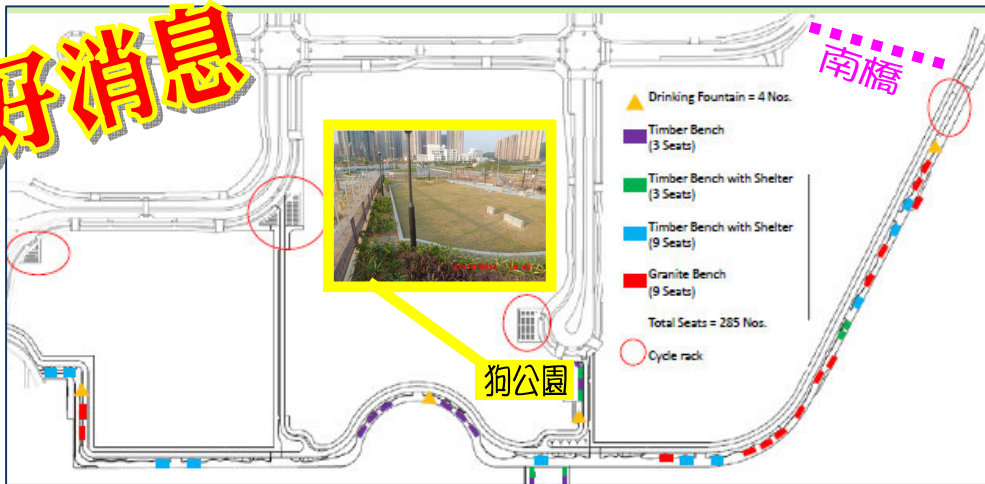 好消息
南橋
Drinking Fountain = 4 Nos.
Timber Bench
(3 Seats)
Timber Bench with Shelter
(3 Seats)
Timber Bench with Shelter
(9 Seats)
Granite Bench
(9 Seats)
Total Seats = 285 Nos.
Cycle rack
狗公園